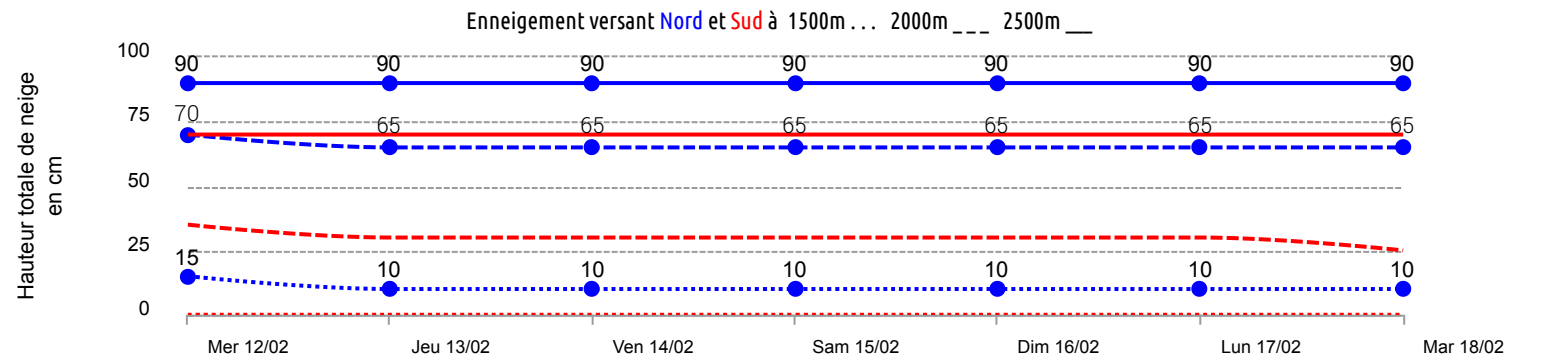 Enneigement versant Nord et Sud à 1500m . . . 2000m _ _ _ 2500m __
Hauteur totale de neige
en cm
100
90 90 90 90 90 90 90
75
70 65 65 65 65 65 65
50
25
15 10 10 10 10 10 10
0
Mer 12/02 Jeu 13/02 Ven 14/02 Sam 15/02 Dim 16/02 Lun 17/02 Mar 18/02